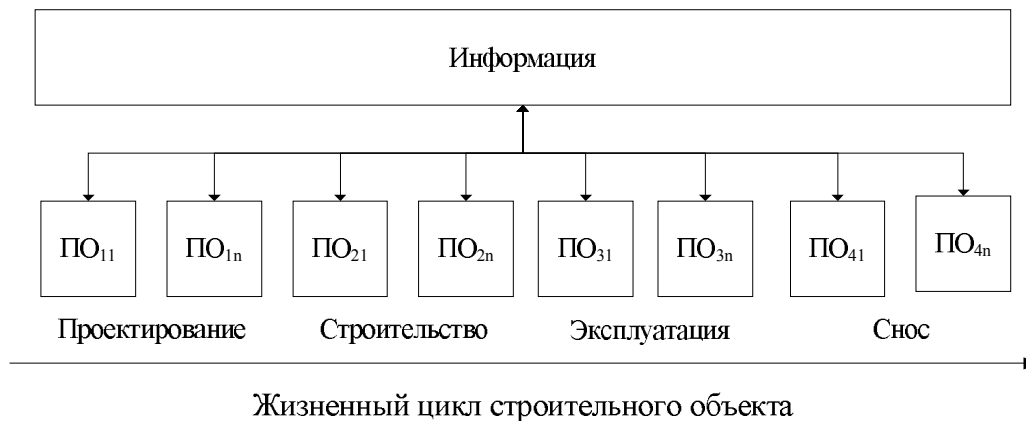 Информация
ПО11 ПО1n ПО21 ПО2n ПО31 ПО3n ПО41 ПО4n
Проектирование Строительство Эксплуатация Снос
Жизненный цикл строительного объекта